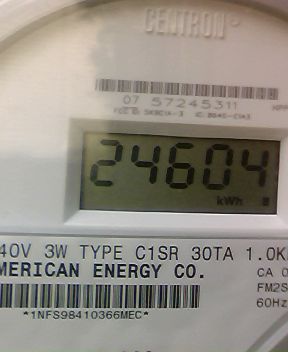 CENTRON®
07 57245311
24604
kWh
40V 3W TYPE C1SR 30TA 1.0K
MERICAN ENERGY CO.
CA 0
FM2S
60Hz
*1NFS98410366MEC*